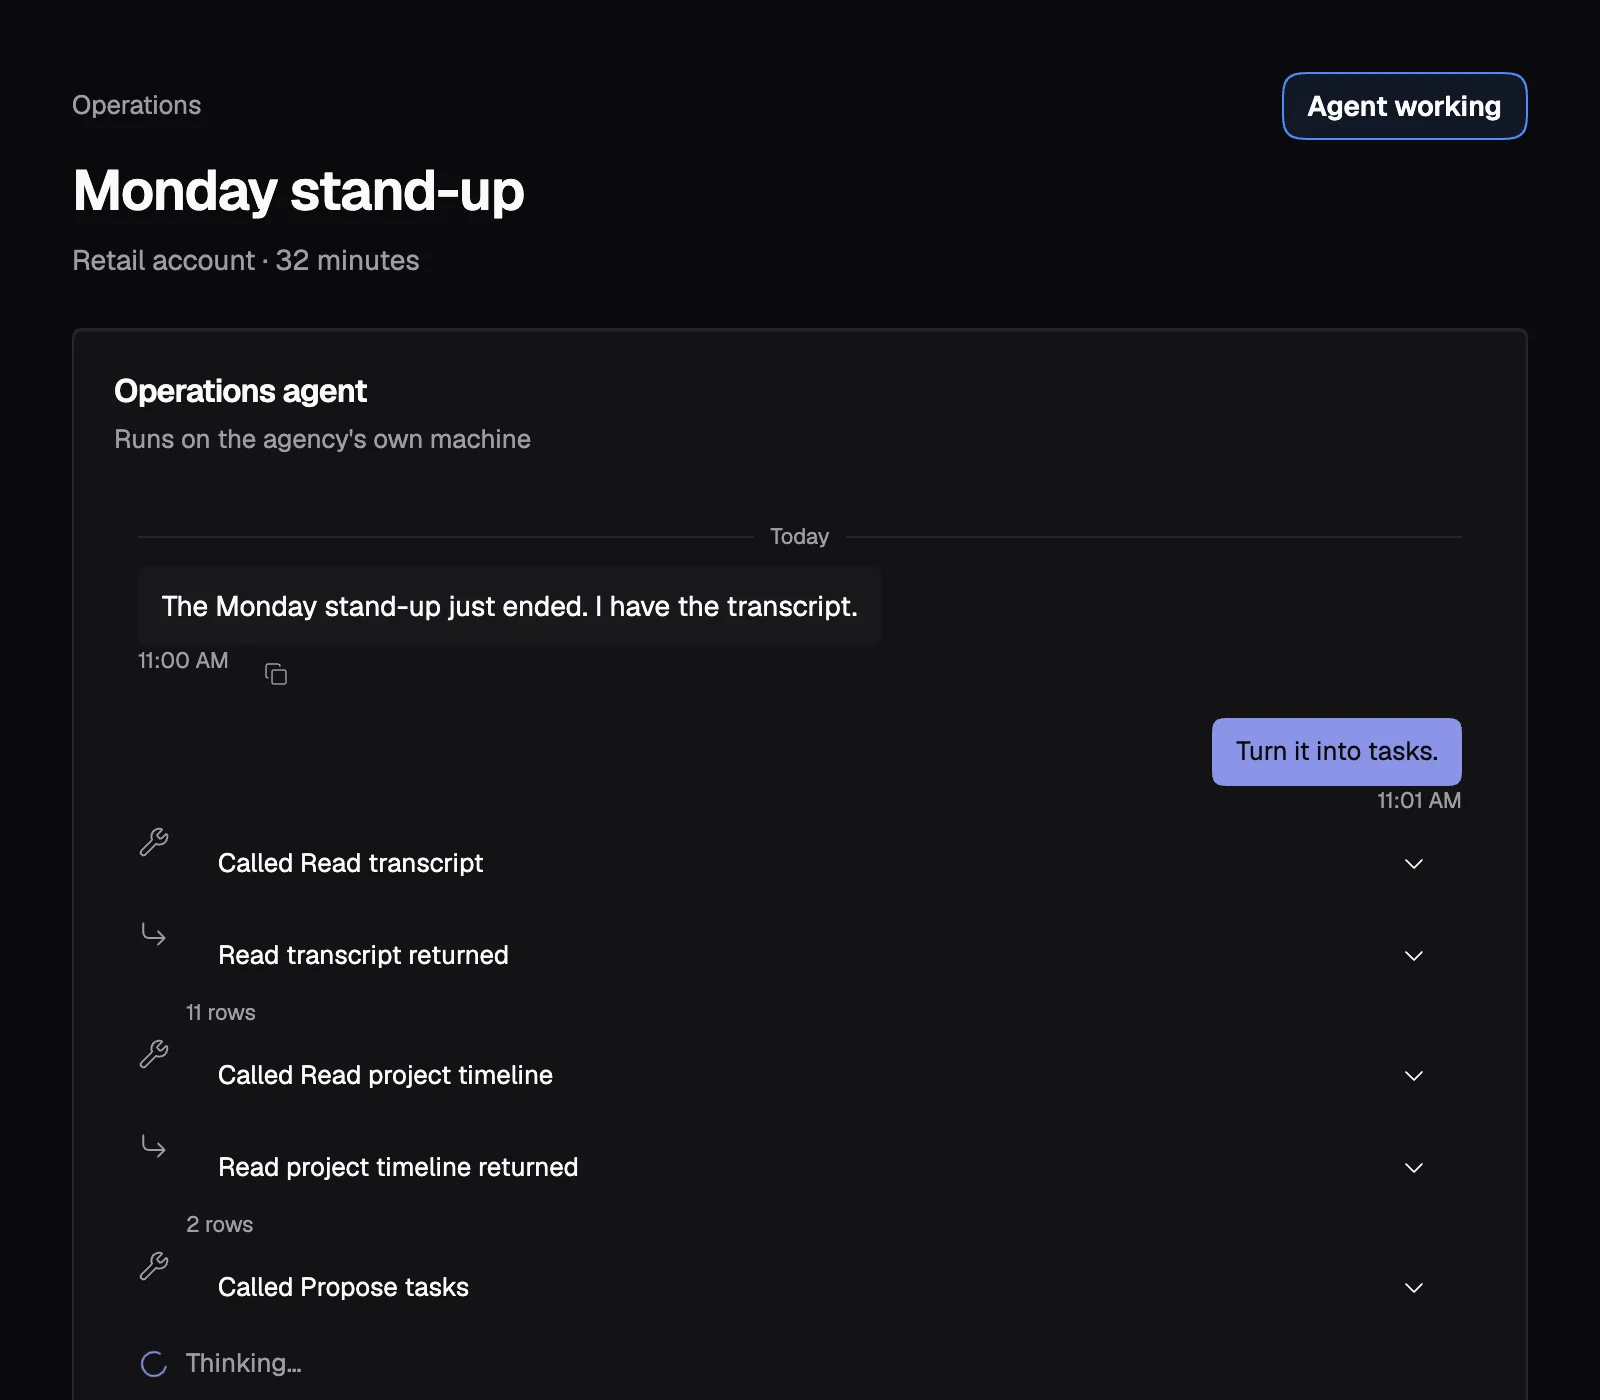 Operations
Agent working
Monday stand-up
Retail account · 32 minutes
Operations agent
Runs on the agency's own machine
Today
The Monday stand-up just ended. I have the transcript.
11:00 AM
Turn it into tasks.
11:01 AM
Called Read transcript
Read transcript returned
11 rows
Called Read project timeline
Read project timeline returned
2 rows
Called Propose tasks
Thinking...